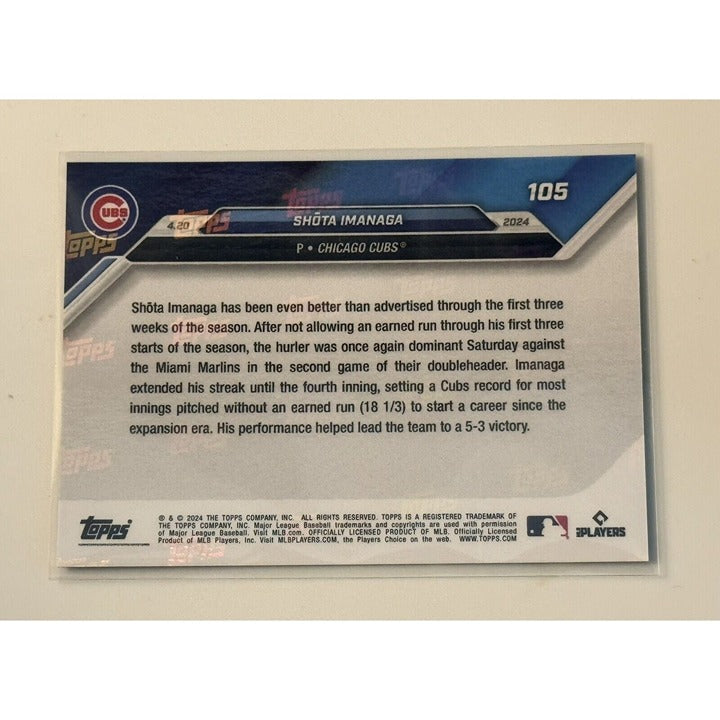 CUBS
105
4.20
SHŌTA IMANAGA
2024
P • CHICAGO CUBS®
Topps
Topps
Topps
Shōta Imanaga has been even better than advertised through the first three
weeks of the season. After not allowing an earned run through his first three
starts of the season, the hurler was once again dominant Saturday against
the Miami Marlins in the second game of their doubleheader. Imanaga
extended his streak until the fourth inning, setting a Cubs record for most
innings pitched without an earned run (18 1/3) to start a career since the
expansion era. His performance helped lead the team to a 5-3 victory.
Topps
Topps
Topps
® & © 2024 THE TOPPS COMPANY, INC. ALL RIGHTS RESERVED. TOPPS IS A REGISTERED TRADEMARK OF
THE TOPPS COMPANY, INC. Major League Baseball trademarks and copyrights are used with permission
of Major League Baseball. Visit MLB.com. OFFICIALLY LICENSED PRODUCT OF MLB. Officially Licensed
Product of MLB Players, Inc. Visit MLBPLAYERS.com, the Players Choice on the web. WWW.TOPPS.COM
MLB PLAYERS
Topps